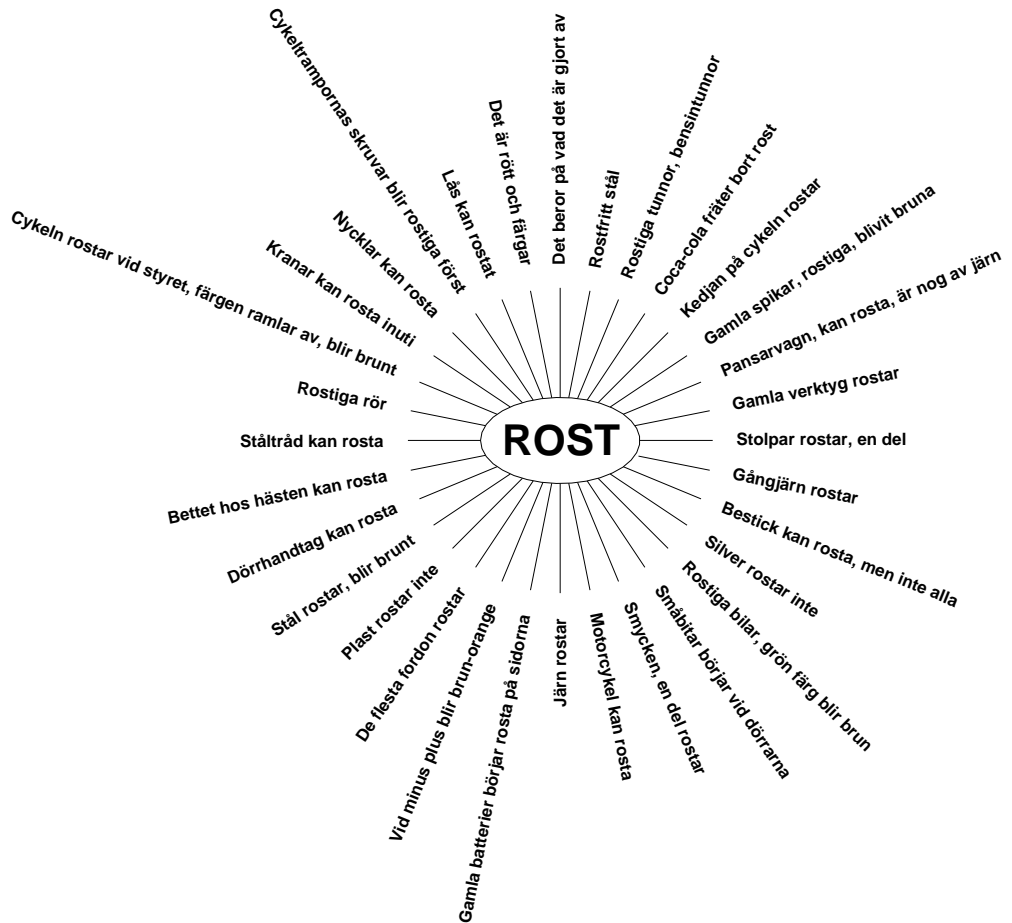 ROST
Det beror på vad det är gjort av
Rostfritt stål
Rostiga tunnor, bensintunnor
Coca-cola fräter bort rost
Kedjan på cykeln rostar
Gamla spikar, rostiga, blivit bruna
Pansarvagn, kan rosta, är nog av järn
Gamla verktyg rostar
Stolpar rostar, en del
Gångjärn rostar
Bestick kan rosta, men inte alla
Silver rostar inte
Rostiga bilar, grön färg blir brun
Småbitar börjar vid dörrarna
Smycken, en del rostar
Motorcykel kan rosta
Järn rostar
Gamla batterier börjar rosta på sidorna
Vid minus plus blir brun-orange
De flesta fordon rostar
Plast rostar inte
Stål rostar, blir brunt
Dörrhandtag kan rosta
Bettet hos hästen kan rosta
Ståltråd kan rosta
Rostiga rör
Cykeln rostar vid styret, färgen ramlar av, blir brunt
Kranar kan rosta inuti
Nycklar kan rosta
Cykeltrampornas skruvar blir rostiga först
Lås kan rostat
Det är rött och färgar